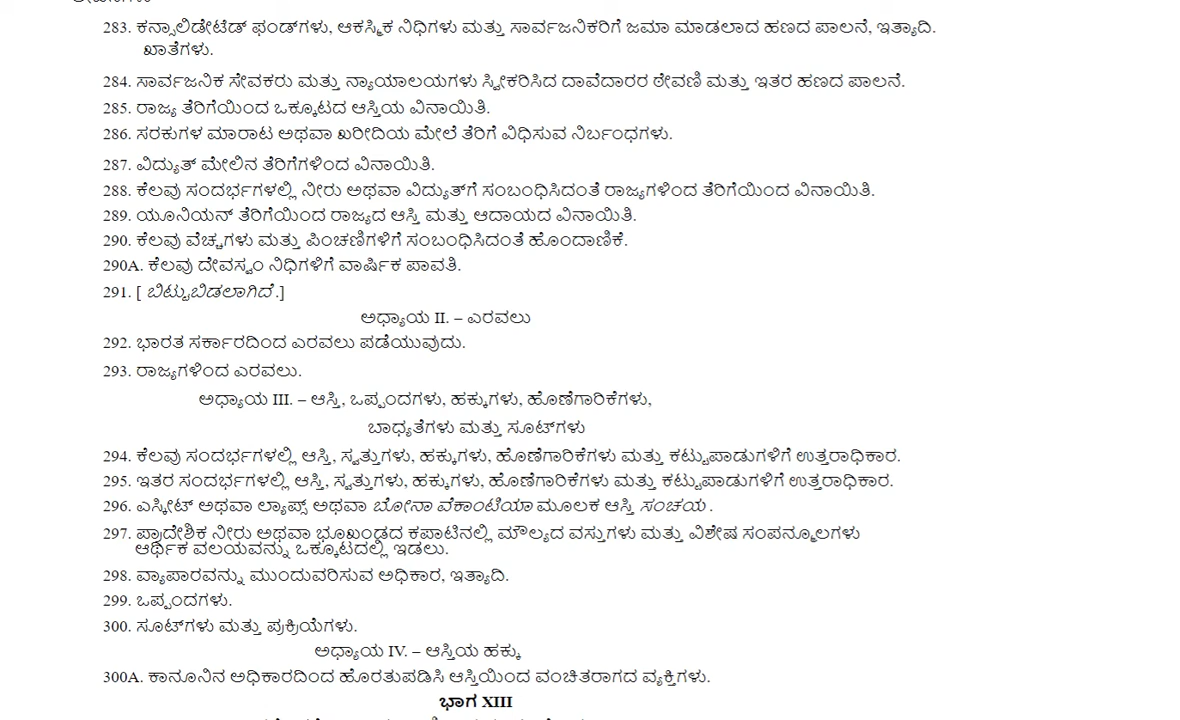 283. ಕನ್ಸಾಲಿಡೇಟೆಡ್ ಫಂಡ್‌ಗಳು, ಆಕಸ್ಮಿಕ ನಿಧಿಗಳು ಮತ್ತು ಸಾರ್ವಜನಿಕರಿಗೆ ಜಮಾ ಮಾಡಲಾದ ಹಣದ ಪಾಲನೆ, ಇತ್ಯಾದಿ.
ಖಾತೆಗಳು.
284. ಸಾರ್ವಜನಿಕ ಸೇವಕರು ಮತ್ತು ನ್ಯಾಯಾಲಯಗಳು ಸ್ವೀಕರಿಸಿದ ದಾವೆದಾರರ ಠೇವಣಿ ಮತ್ತು ಇತರ ಹಣದ ಪಾಲನೆ.
285. ರಾಜ್ಯ ತೆರಿಗೆಯಿಂದ ಒಕ್ಕೂಟದ ಆಸ್ತಿಯ ವಿನಾಯಿತಿ.
286. ಸರಕುಗಳ ಮಾರಾಟ ಅಥವಾ ಖರೀದಿಯ ಮೇಲೆ ತೆರಿಗೆ ವಿಧಿಸುವ ನಿರ್ಬಂಧಗಳು.
287. ವಿದ್ಯುತ್ ಮೇಲಿನ ತೆರಿಗೆಗಳಿಂದ ವಿನಾಯಿತಿ.
288. ಕೆಲವು ಸಂದರ್ಭಗಳಲ್ಲಿ ನೀರು ಅಥವಾ ವಿದ್ಯುತ್‌ಗೆ ಸಂಬಂಧಿಸಿದಂತೆ ರಾಜ್ಯಗಳಿಂದ ತೆರಿಗೆಯಿಂದ ವಿನಾಯಿತಿ.
289. ಯೂನಿಯನ್ ತೆರಿಗೆಯಿಂದ ರಾಜ್ಯದ ಆಸ್ತಿ ಮತ್ತು ಆದಾಯದ ವಿನಾಯಿತಿ.
290. ಕೆಲವು ವೆಚ್ಚಗಳು ಮತ್ತು ಪಿಂಚಣಿಗಳಿಗೆ ಸಂಬಂಧಿಸಿದಂತೆ ಹೊಂದಾಣಿಕೆ.
290A. ಕೆಲವು ದೇವಸ್ವಂ ನಿಧಿಗಳಿಗೆ ವಾರ್ಷಿಕ ಪಾವತಿ.
291. [ ಬಿಟ್ಟುಬಿಡಲಾಗಿದೆ .]
ಅಧ್ಯಾಯ II. – ಎರವಲು
292. ಭಾರತ ಸರ್ಕಾರದಿಂದ ಎರವಲು ಪಡೆಯುವುದು.
293. ರಾಜ್ಯಗಳಿಂದ ಎರವಲು.
ಅಧ್ಯಾಯ III. – ಆಸ್ತಿ, ಒಪ್ಪಂದಗಳು, ಹಕ್ಕುಗಳು, ಹೊಣೆಗಾರಿಕೆಗಳು,
ಬಾಧ್ಯತೆಗಳು ಮತ್ತು ಸೂಟ್‌ಗಳು
294. ಕೆಲವು ಸಂದರ್ಭಗಳಲ್ಲಿ ಆಸ್ತಿ, ಸ್ವತ್ತುಗಳು, ಹಕ್ಕುಗಳು, ಹೊಣೆಗಾರಿಕೆಗಳು ಮತ್ತು ಕಟ್ಟುಪಾಡುಗಳಿಗೆ ಉತ್ತರಾಧಿಕಾರ.
295. ಇತರ ಸಂದರ್ಭಗಳಲ್ಲಿ ಆಸ್ತಿ, ಸ್ವತ್ತುಗಳು, ಹಕ್ಕುಗಳು, ಹೊಣೆಗಾರಿಕೆಗಳು ಮತ್ತು ಕಟ್ಟುಪಾಡುಗಳಿಗೆ ಉತ್ತರಾಧಿಕಾರ.
296. ಎಸ್ಕೀಟ್ ಅಥವಾ ಲ್ಯಾಪ್ಸ್ ಅಥವಾ ಬೋನಾ ವೆಕಾಂಟಿಯಾ ಮೂಲಕ ಆಸ್ತಿ ಸಂಚಯ .
297. ಪ್ರಾದೇಶಿಕ ನೀರು ಅಥವಾ ಭೂಖಂಡದ ಕಪಾಟಿನಲ್ಲಿ ಮೌಲ್ಯದ ವಸ್ತುಗಳು ಮತ್ತು ವಿಶೇಷ ಸಂಪನ್ಮೂಲಗಳು
ಆರ್ಥಿಕ ವಲಯವನ್ನು ಒಕ್ಕೂಟದಲ್ಲಿ ಇಡಲು.
298. ವ್ಯಾಪಾರವನ್ನು ಮುಂದುವರಿಸುವ ಅಧಿಕಾರ, ಇತ್ಯಾದಿ.
299. ಒಪ್ಪಂದಗಳು.
300. ಸೂಟ್‌ಗಳು ಮತ್ತು ಪ್ರಕ್ರಿಯೆಗಳು.
ಅಧ್ಯಾಯ IV. – ಆಸ್ತಿಯ ಹಕ್ಕು
300A. ಕಾನೂನಿನ ಅಧಿಕಾರದಿಂದ ಹೊರತುಪಡಿಸಿ ಆಸ್ತಿಯಿಂದ ವಂಚಿತರಾಗದ ವ್ಯಕ್ತಿಗಳು.
ಭಾಗ XIII